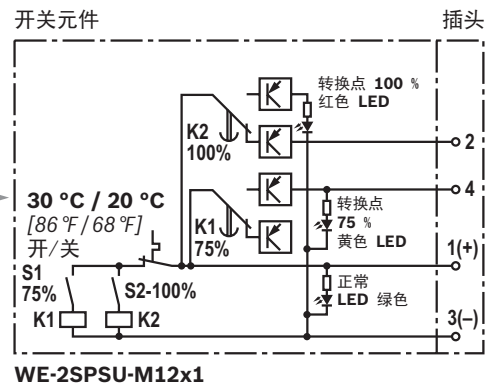 开关元件
插头
转换点 100 %
红色 LED
K2
100%
2
4
30 °C / 20 °C
[86 °F / 68 °F]
开/关
K1
75%
转换点
75 %
黄色 LED
1(+)
S1
75%
S2-100%
正常
LED 绿色
K1
K2
3(–)
WE-2SPSU-M12x1